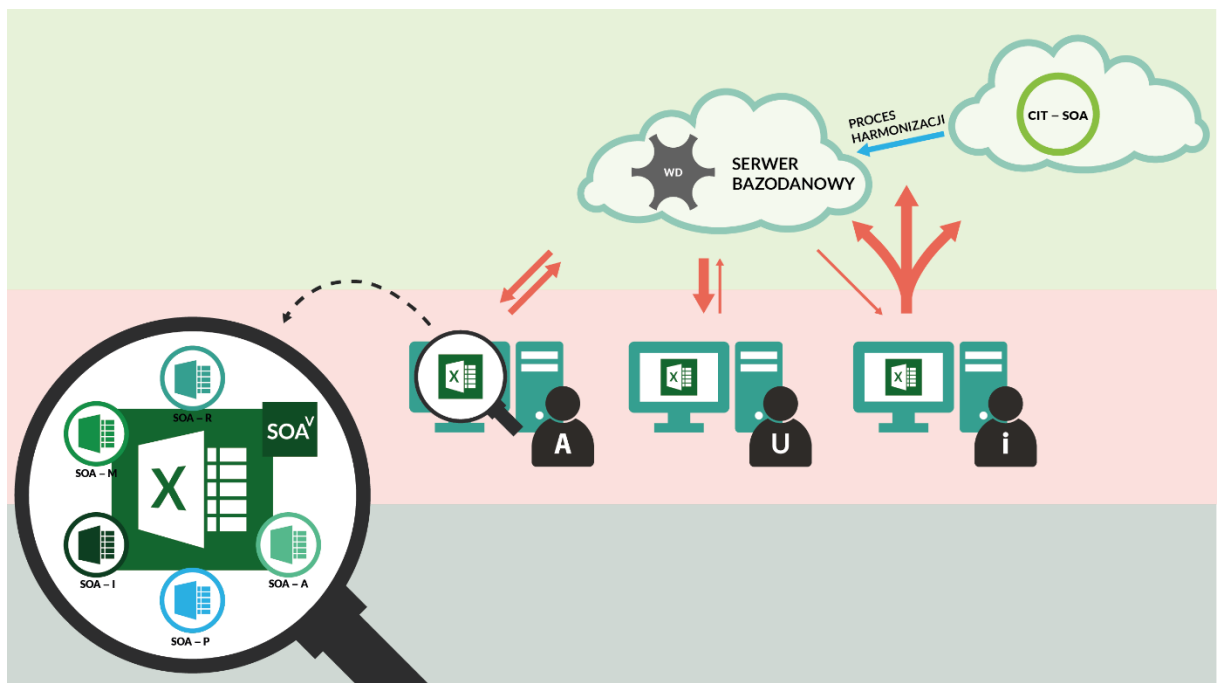 CIT – SOA
PROCES
HARMONIZACJI
WD
SERWER
BAZODANOWY
X
X
X
A
U
i
SOA – R
SOA V
SOA – M
X
SOA – I
SOA – A
SOA – P